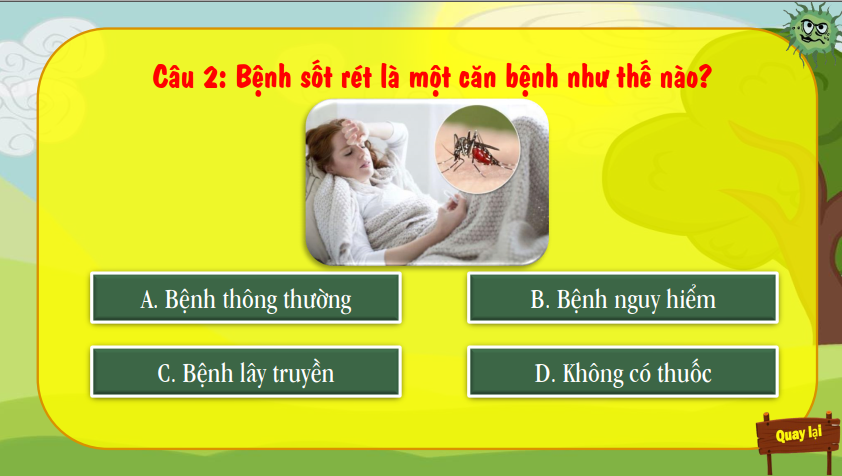 Câu 2: Bệnh sốt rét là một căn bệnh như thế nào?
A. Bệnh thông thường
B. Bệnh nguy hiểm
C. Bệnh lây truyền
D. Không có thuốc
Quay lại